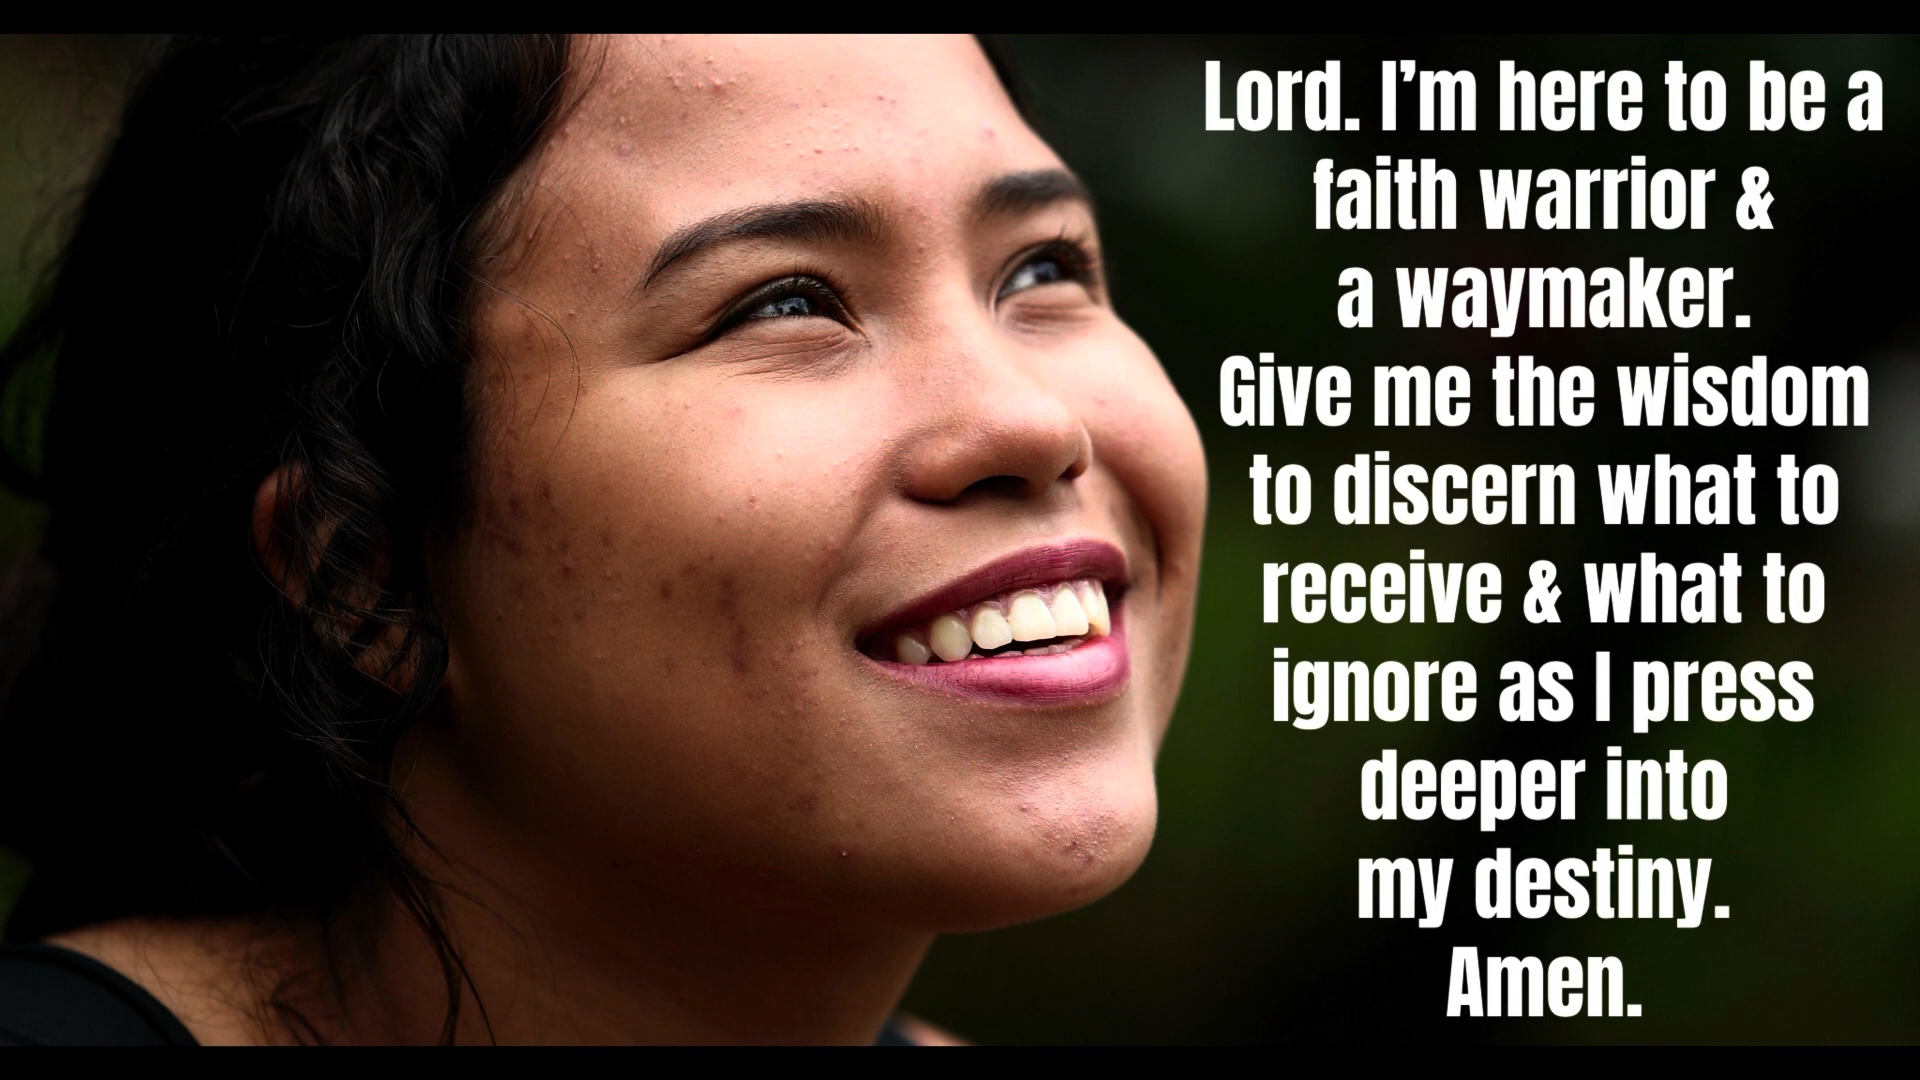 Lord. I’m here to be a
faith warrior &
a waymaker.
Give me the wisdom
to discern what to
receive & what to
ignore as I press
deeper into
my destiny.
Amen.